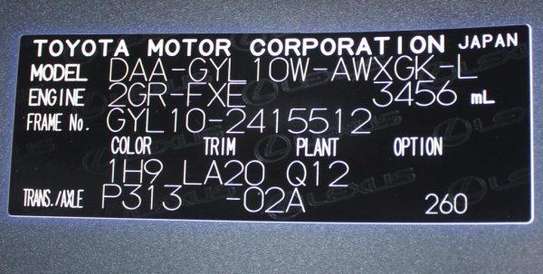 TOYOTA MOTOR CORPORATION JAPAN
MODEL DAA-GYL10W-AWXGK-L
ENGINE 2GR-FXE 3456 mL
FRAME No. GYL10-2415512
COLOR TRIM PLANT OPTION
1H9 LA20 Q12
TRANS./AXLE P313 -02A 260